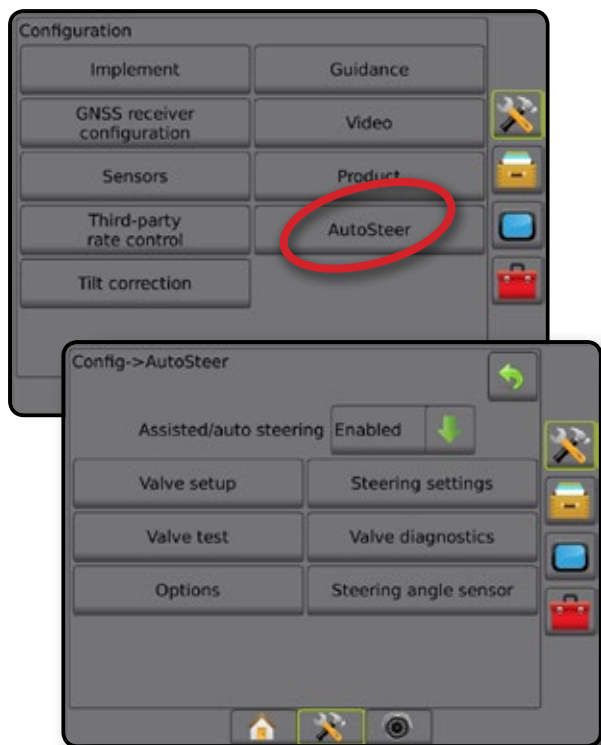 Configuration
Implement
Guidance
GNSS receiver
configuration
Video
Sensors
Product
Third-party
rate control
AutoSteer
Tilt correction
Config->AutoSteer
Assisted/auto steering Enabled
Valve setup
Steering settings
Valve test
Valve diagnostics
Options
Steering angle sensor